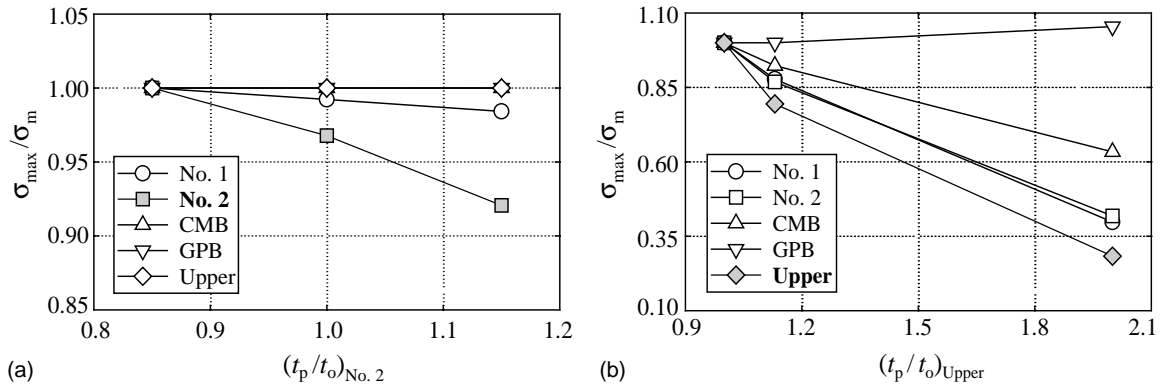 1.05
1.00
0.95
0.90
0.85
σmax/σm
No. 1
No. 2
CMB
GPB
Upper
0.8 0.9 1.0 1.1 1.2
(a) (tp/to)No. 2
1.10
0.85
0.60
0.35
0.10
σmax/σm
No. 1
No. 2
CMB
GPB
Upper
0.9 1.2 1.5 1.8 2.1
(b) (tp/to)Upper